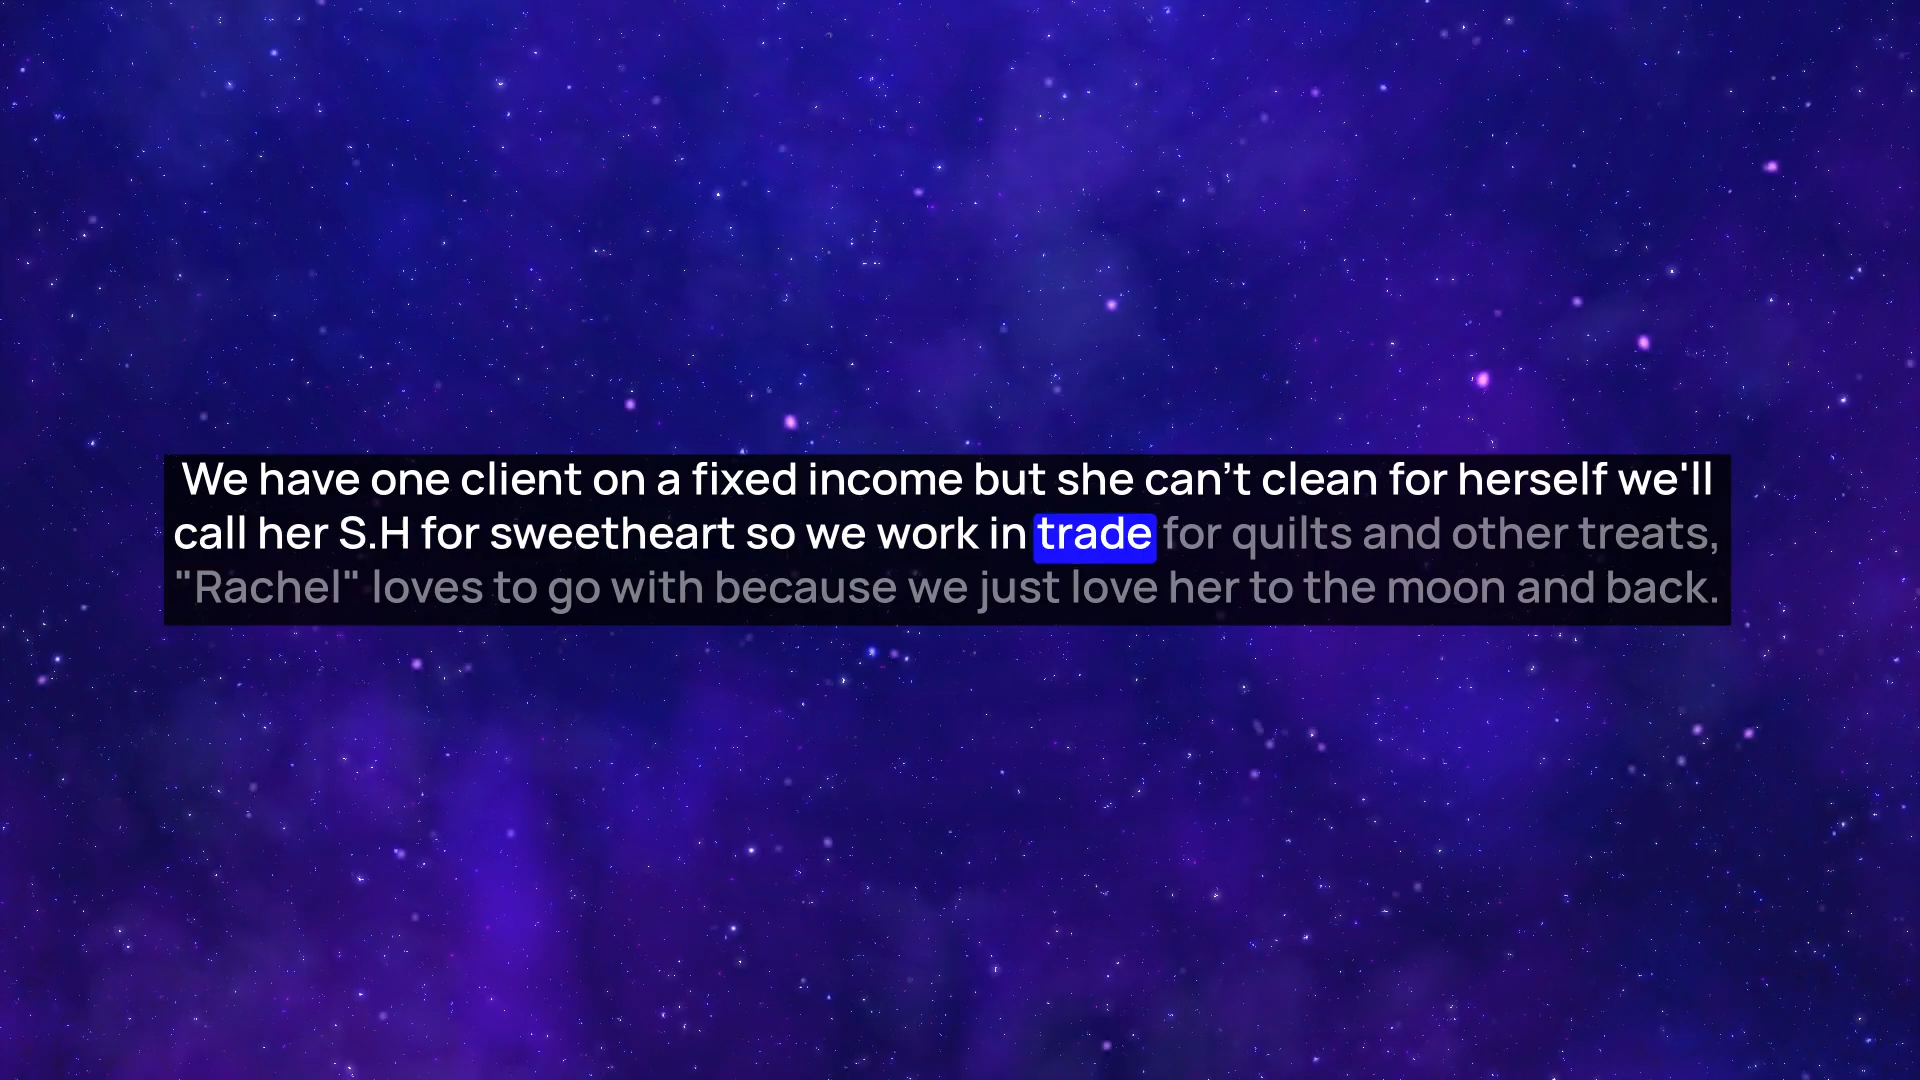 We have one client on a fixed income but she can’t clean for herself we'll
call her S.H for sweetheart so we work in trade for quilts and other treats,
"Rachel" loves to go with because we just love her to the moon and back.